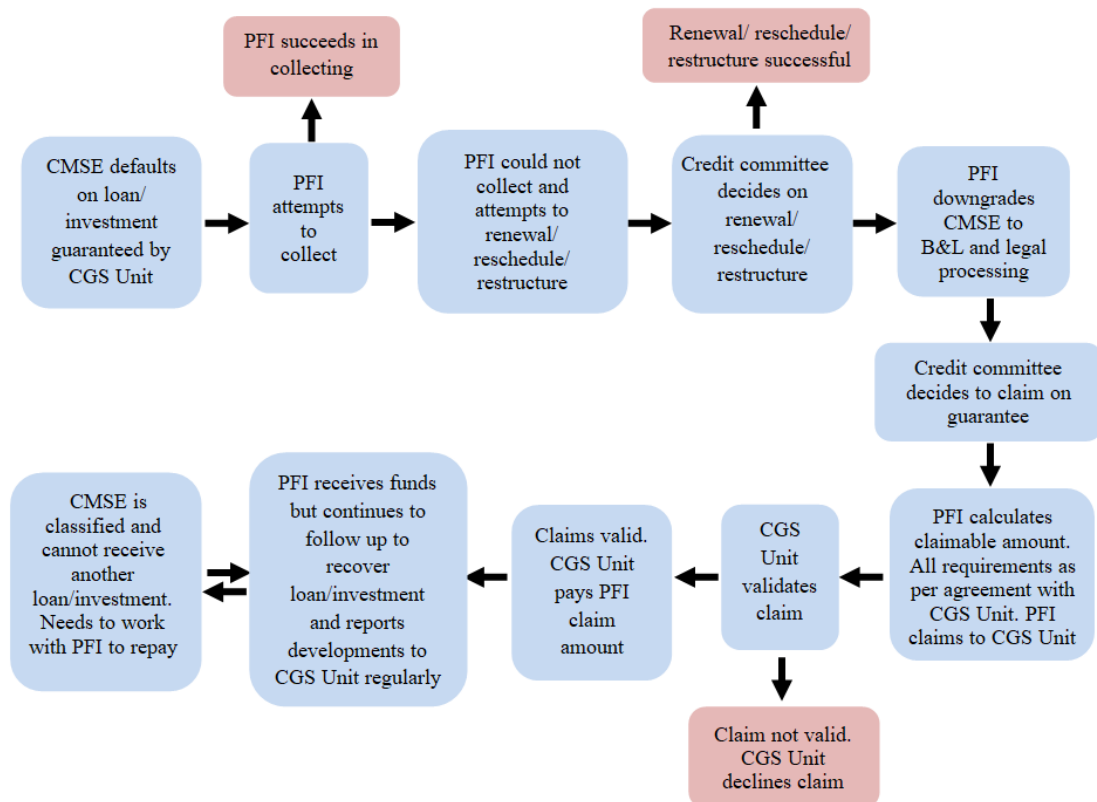 PFI succeeds in
collecting
Renewal/ reschedule/
restructure successful
CMSE defaults
on loan/
investment
guaranteed by
CGS Unit
PFI
attempts
to
collect
PFI could not
collect and
attempts to
renewal/
reschedule/
restructure
Credit committee
decides on
renewal/
reschedule/
restructure
PFI
downgrades
CMSE to
B&L and legal
processing
Credit committee
decides to claim on
guarantee
PFI calculates
claimable amount.
All requirements as
per agreement with
CGS Unit. PFI
claims to CGS Unit
CGS
Unit
validates
claim
Claim not valid.
CGS Unit
declines claim
Claims valid.
CGS Unit
pays PFI
claim
amount
PFI receives funds
but continues to
follow up to
recover
loan/investment
and reports
developments to
CGS Unit regularly
CMSE is
classified and
cannot receive
another
loan/investment.
Needs to work
with PFI to repay